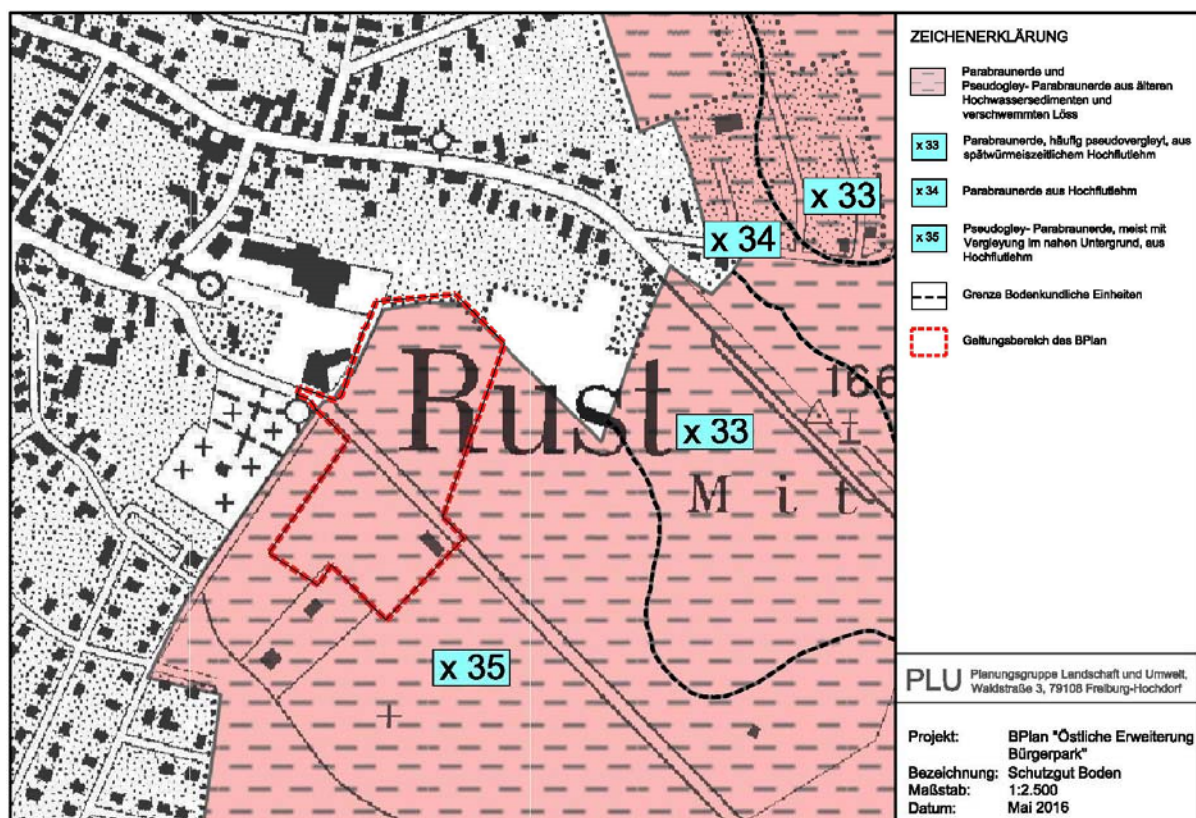 x 33
x 34
166
Rust
x 33
Mit
x 35
ZEICHENERKLÄRUNG
Parabraunerde und
Pseudogley- Parabraunerde aus älteren
Hochwassersedimenten und
verschwemmten Löss
x 33
Parabraunerde, häufig pseudovergleyt, aus
spätwürmeiszeitlichem Hochflutlehm
x 34
Parabraunerde aus Hochflutlehm
x 35
Pseudogley- Parabraunerde, meist mit
Vergleyung im nahen Untergrund, aus
Hochflutlehm
Grenze Bodenkundliche Einheiten
Geltungsbereich des BPlan
PLU
Planungsgruppe Landschaft und Umwelt,
Waldstraße 3, 79108 Freiburg-Hochdorf
Projekt: BPlan "Östliche Erweiterung
Bürgerpark"
Bezeichnung: Schutzgut Boden
Maßstab: 1:2.500
Datum: Mai 2016